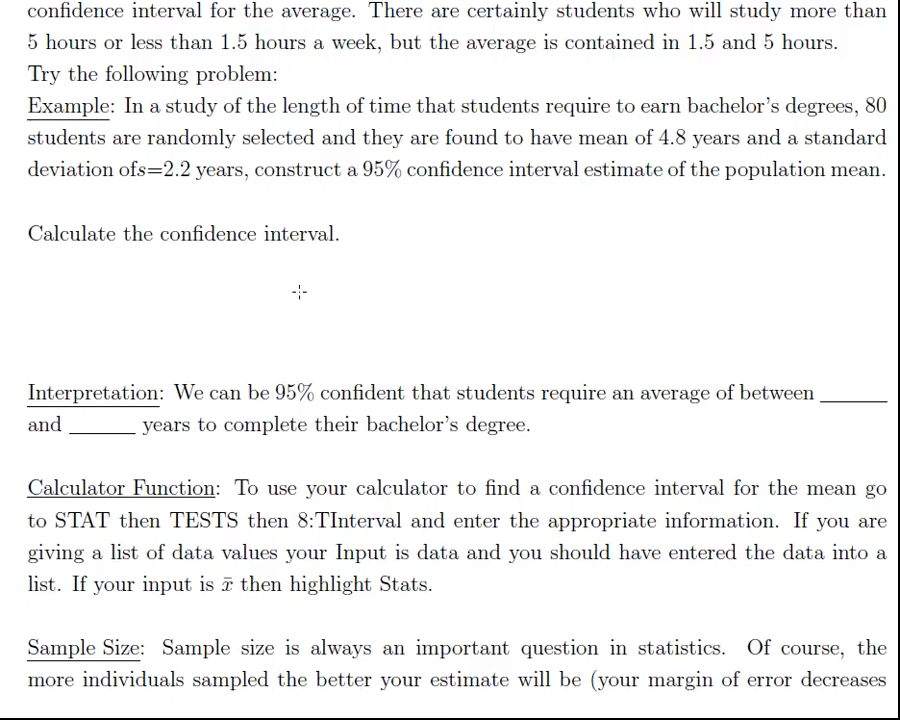 confidence interval for the average. There are certainly students who will study more than
5 hours or less than 1.5 hours a week, but the average is contained in 1.5 and 5 hours.
Try the following problem:
Example: In a study of the length of time that students require to earn bachelor's degrees, 80
students are randomly selected and they are found to have mean of 4.8 years and a standard
deviation ofs=2.2 years, construct a 95% confidence interval estimate of the population mean.
Calculate the confidence interval.
Interpretation: We can be 95% confident that students require an average of between ______
and ______ years to complete their bachelor's degree.
Calculator Function: To use your calculator to find a confidence interval for the mean go
to STAT then TESTS then 8:TInterval and enter the appropriate information. If you are
giving a list of data values your Input is data and you should have entered the data into a
list. If your input is x̄ then highlight Stats.
Sample Size: Sample size is always an important question in statistics. Of course, the
more individuals sampled the better your estimate will be (your margin of error decreases